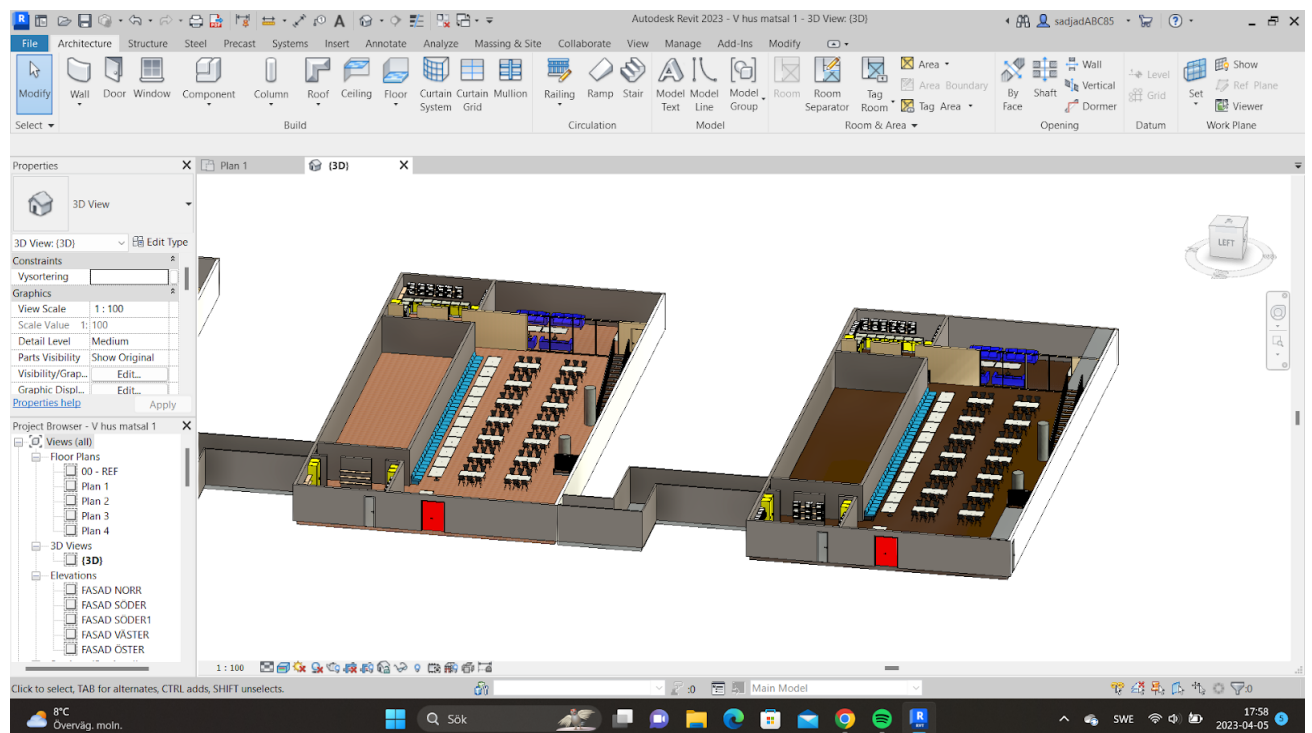 R
Autodesk Revit 2023 - V hus matsal 1 - 3D View: {3D}
sadjadABC85
File Architecture Structure Steel Precast Systems Insert Annotate Analyze Massing & Site Collaborate View Manage Add-Ins Modify
Modify Wall Door Window Component Column Roof Ceiling Floor Curtain System Curtain Grid Mullion Railing Ramp Stair Model Text Model Line Model Group Room Room Separator Tag Room
Area
Area Boundary
Tag Area
By Face Shaft
Wall
Vertical
Dormer
Level
Grid
Set
Show
Ref Plane
Viewer
Select Build Circulation Model Room & Area Opening Datum Work Plane
Properties
Plan 1
{3D}
3D View
3D View: {3D}
Edit Type
Constraints
Vysortering
Graphics
View Scale 1 : 100
Scale Value 1: 100
Detail Level Medium
Parts Visibility Show Original
Visibility/Grap... Edit...
Graphic Displ... Edit...
Properties help Apply
Project Browser - V hus matsal 1
Views (all)
Floor Plans
00 - REF
Plan 1
Plan 2
Plan 3
Plan 4
3D Views
{3D}
Elevations
FASAD NORR
FASAD SÖDER
FASAD SÖDER1
FASAD VÄSTER
FASAD ÖSTER
LEFT
1 : 100
Click to select, TAB for alternates, CTRL adds, SHIFT unselects.
:0
Main Model
:0
8°C
Överväg. moln.
Sök
SWE
17:58
2023-04-05
5